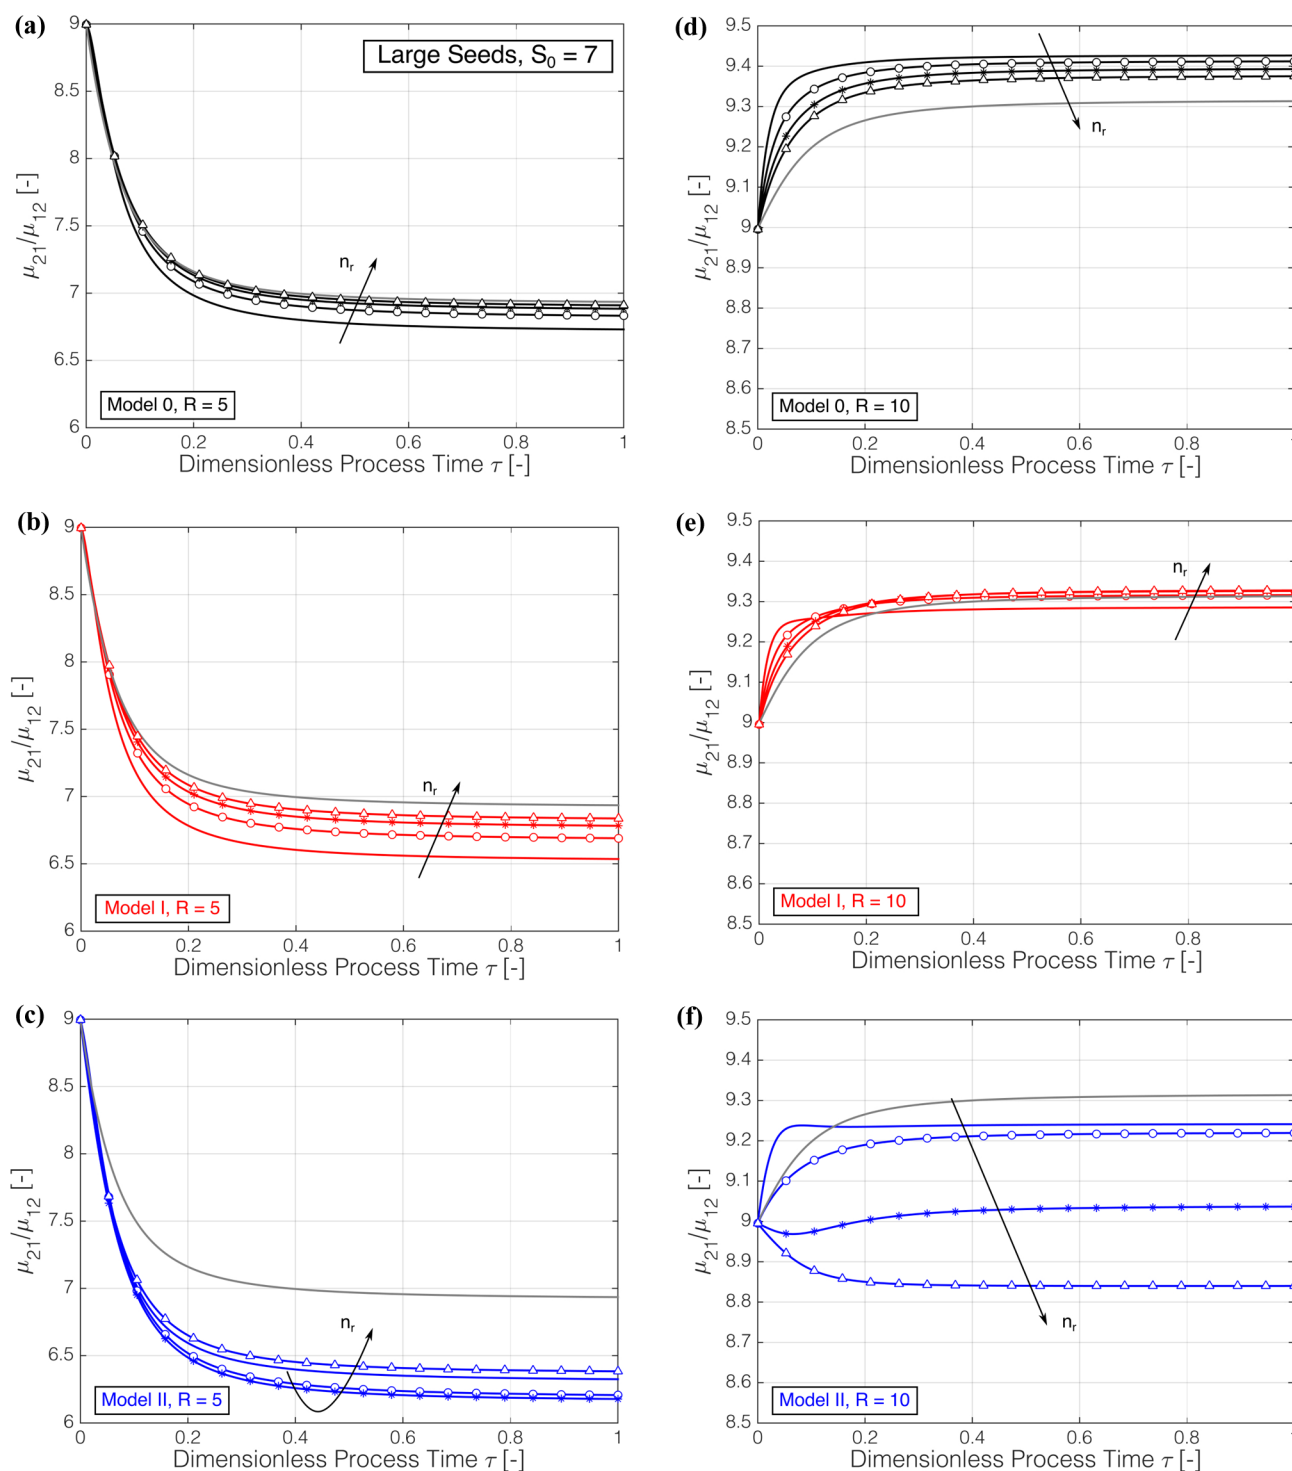 (a)
9
8.5
8
7.5
7
6.5
6
μ21/μ12 [-]
Large Seeds, S0 = 7
nr
Model 0, R = 5
0 0.2 0.4 0.6 0.8 1
Dimensionless Process Time τ [-]
(d)
9.5
9.4
9.3
9.2
9.1
9
8.9
8.8
8.7
8.6
8.5
μ21/μ12 [-]
nr
Model 0, R = 10
0 0.2 0.4 0.6 0.8
Dimensionless Process Time τ [-]
(b)
9
8.5
8
7.5
7
6.5
6
μ21/μ12 [-]
nr
Model I, R = 5
0 0.2 0.4 0.6 0.8 1
Dimensionless Process Time τ [-]
(e)
9.5
9.4
9.3
9.2
9.1
9
8.9
8.8
8.7
8.6
8.5
μ21/μ12 [-]
nr
Model I, R = 10
0 0.2 0.4 0.6 0.8
Dimensionless Process Time τ [-]
(c)
9
8.5
8
7.5
7
6.5
6
μ21/μ12 [-]
nr
Model II, R = 5
0 0.2 0.4 0.6 0.8 1
Dimensionless Process Time τ [-]
(f)
9.5
9.4
9.3
9.2
9.1
9
8.9
8.8
8.7
8.6
8.5
μ21/μ12 [-]
nr
Model II, R = 10
0 0.2 0.4 0.6 0.8
Dimensionless Process Time τ [-]